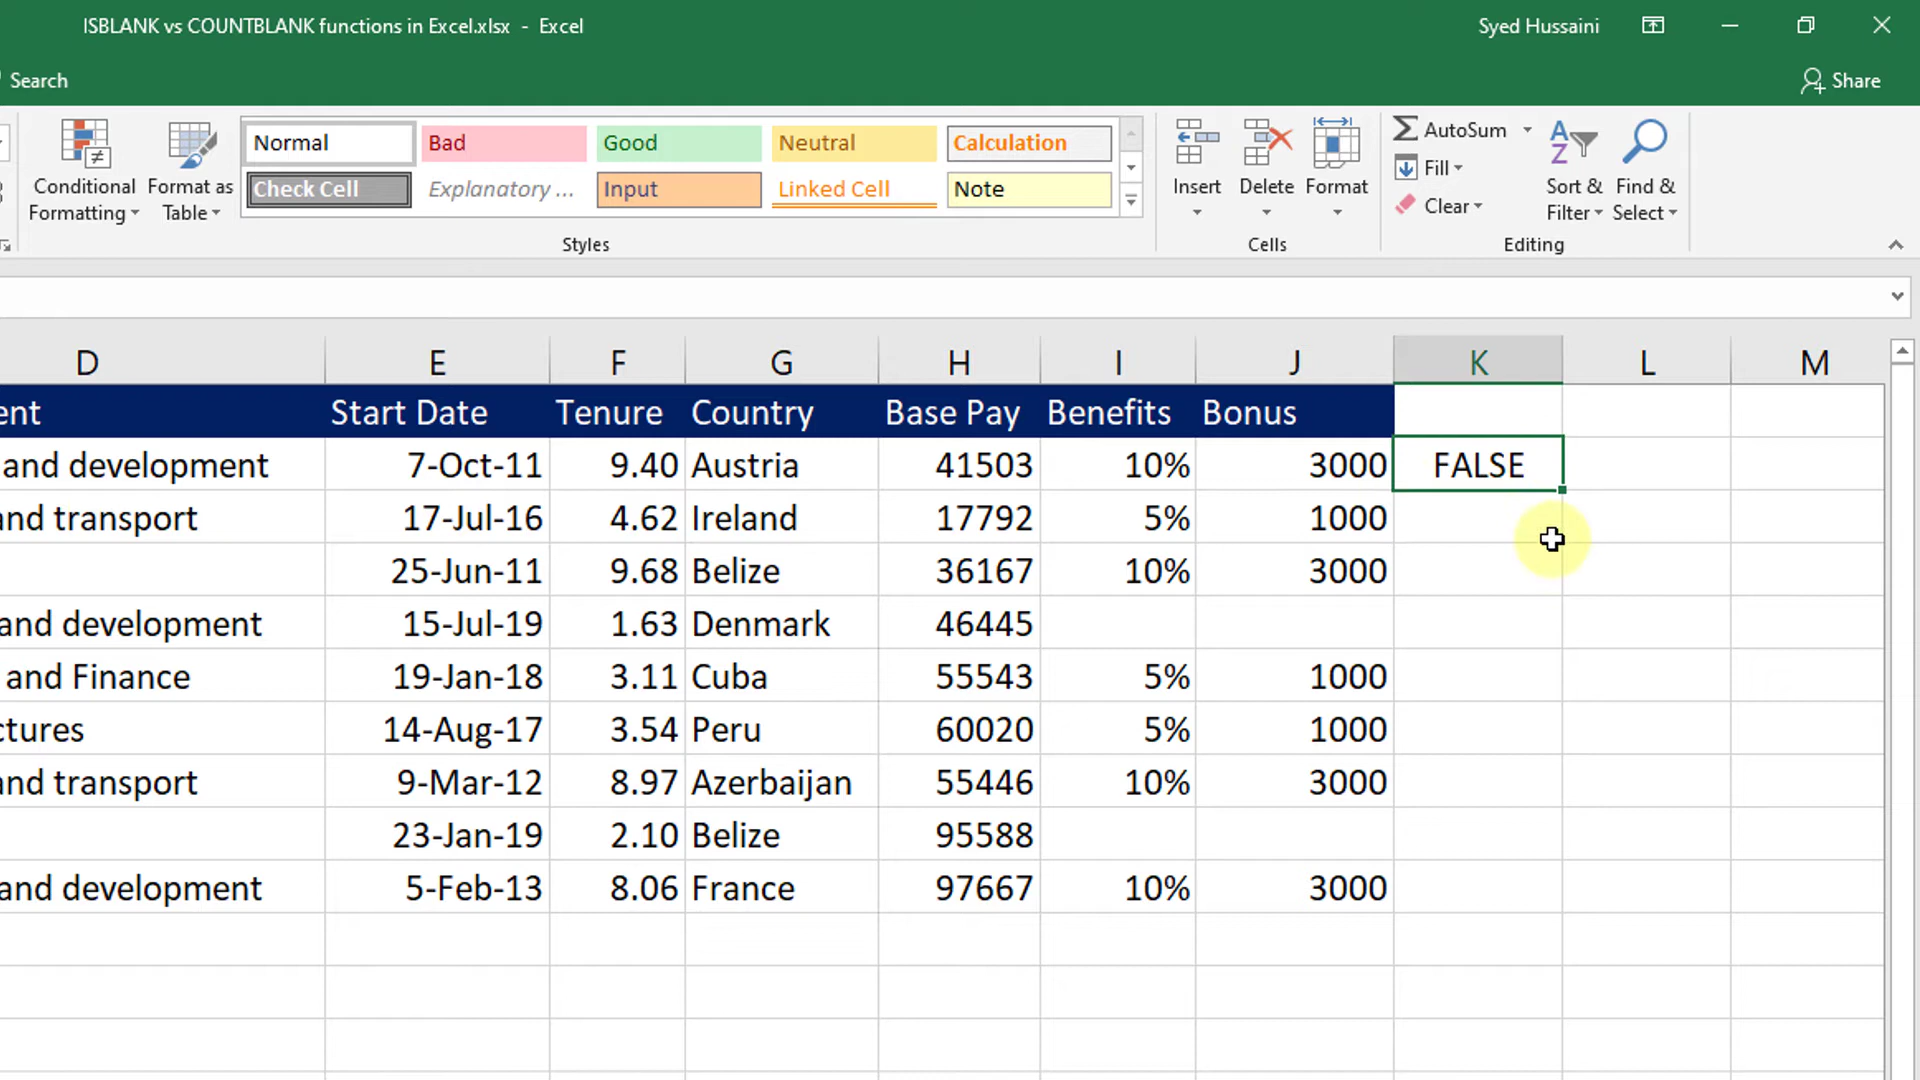 ISBLANK vs COUNTBLANK functions in Excel.xlsx - Excel Syed Hussaini
Search Share
Conditional Formatting
Format as Table
Normal Bad Good Neutral Calculation
Check Cell Explanatory ... Input Linked Cell Note
Styles
Insert Delete Format
Cells
AutoSum
Fill
Clear
Sort & Filter
Find & Select
Editing
D E F G H I J K L M
ent Start Date Tenure Country Base Pay Benefits Bonus
and development 7-Oct-11 9.40 Austria 41503 10% 3000 FALSE
and transport 17-Jul-16 4.62 Ireland 17792 5% 1000
25-Jun-11 9.68 Belize 36167 10% 3000
and development 15-Jul-19 1.63 Denmark 46445
and Finance 19-Jan-18 3.11 Cuba 55543 5% 1000
ctures 14-Aug-17 3.54 Peru 60020 5% 1000
and transport 9-Mar-12 8.97 Azerbaijan 55446 10% 3000
23-Jan-19 2.10 Belize 95588
and development 5-Feb-13 8.06 France 97667 10% 3000